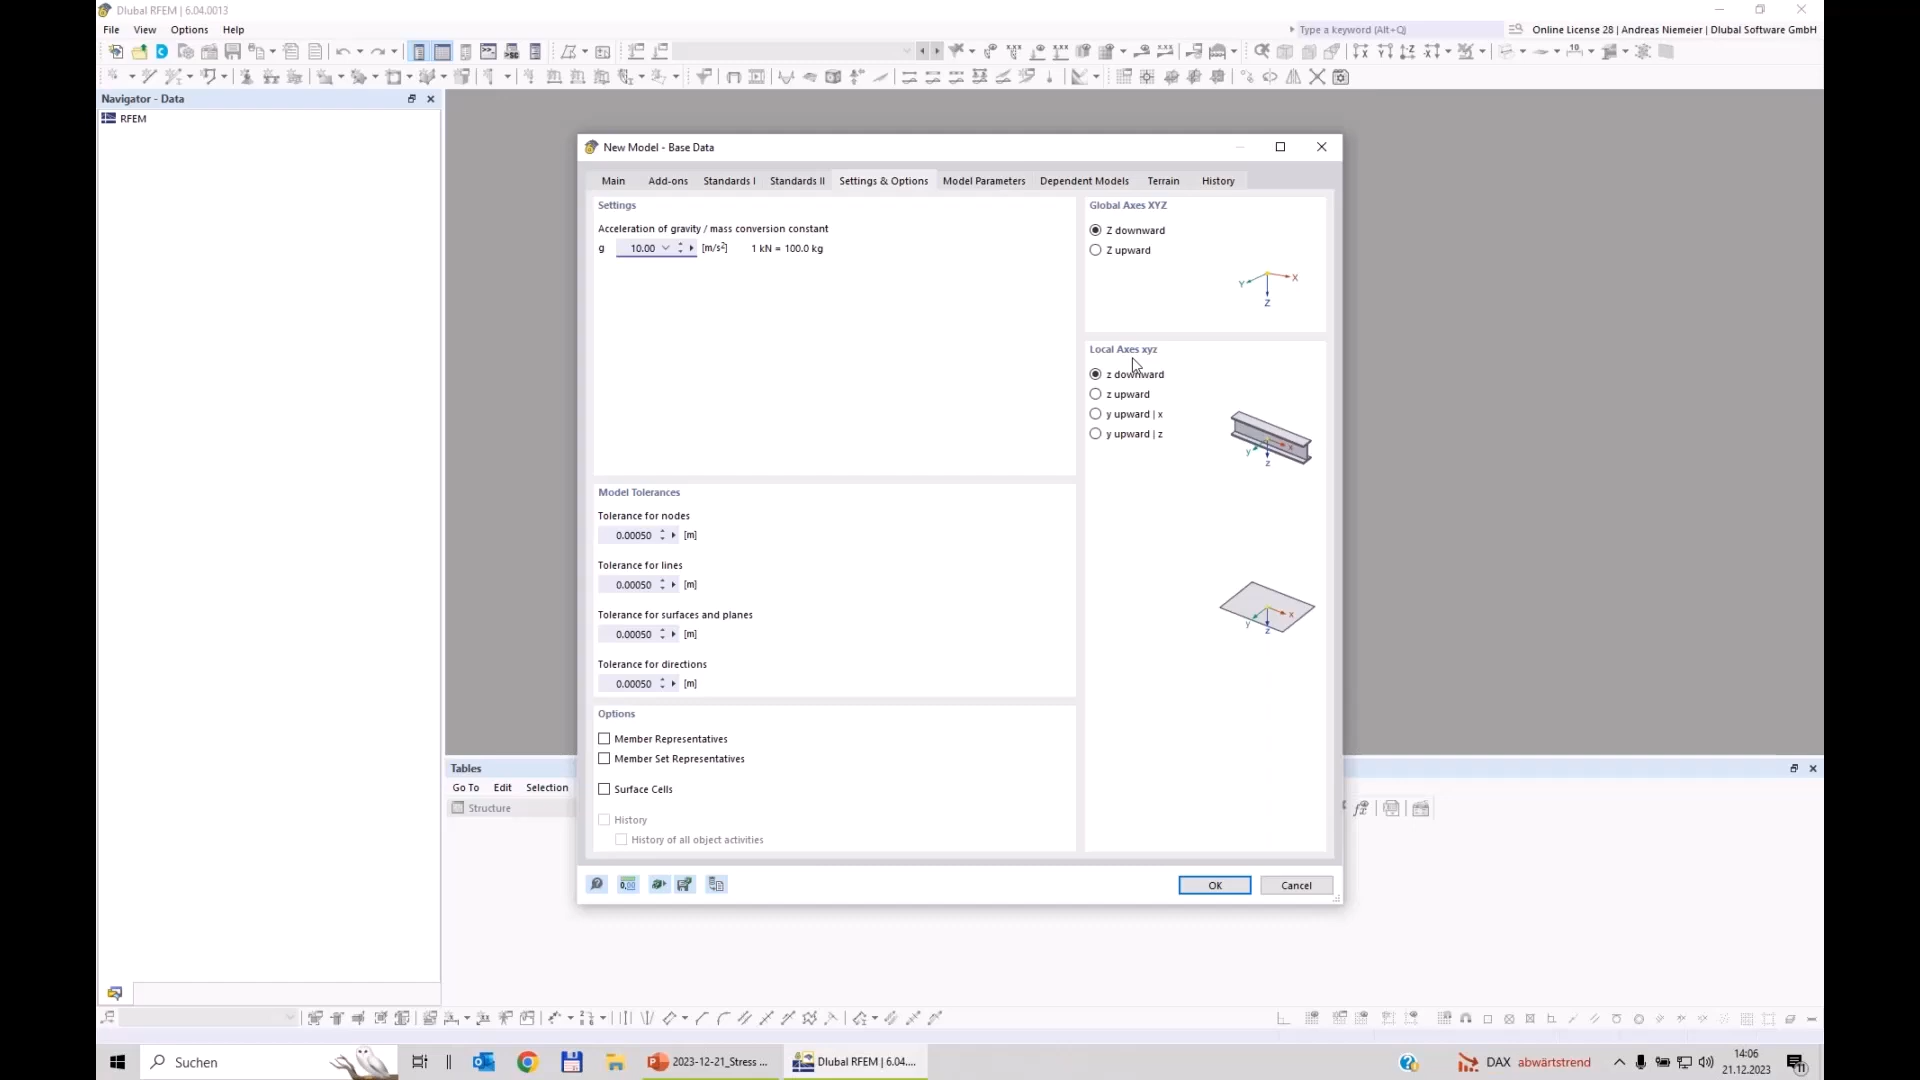 Dlubal RFEM | 6.04.0013
File View Options Help
Type a keyword (Alt+Q)
Online License 28 | Andreas Niemeier | Dlubal Software GmbH
Navigator - Data
RFEM
New Model - Base Data
Main Add-ons Standards I Standards II Settings & Options Model Parameters Dependent Models Terrain History
Settings
Acceleration of gravity / mass conversion constant
g 10.00 [m/s²] 1 kN = 100.0 kg
Global Axes XYZ
Z downward
Z upward
Y X
Z
Local Axes xyz
z downward
z upward
y upward | x
y upward | z
y x
z
y x
z
Model Tolerances
Tolerance for nodes
0.00050 [m]
Tolerance for lines
0.00050 [m]
Tolerance for surfaces and planes
0.00050 [m]
Tolerance for directions
0.00050 [m]
Options
Member Representatives
Member Set Representatives
Surface Cells
History
History of all object activities
OK Cancel
Tables
Go To Edit Selection
Structure
Suchen
2023-12-21_Stress ...
Dlubal RFEM | 6.04....
DAX abwärtstrend
14:06
21.12.2023